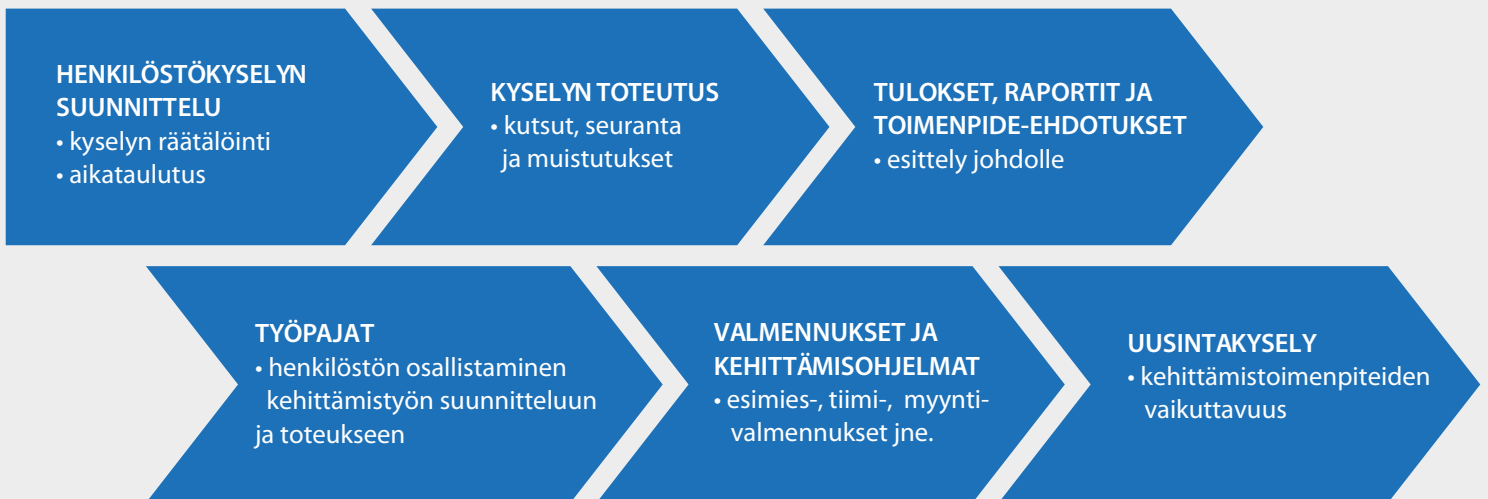 HENKILÖSTÖKYSELYN
SUUNNITTELU
• kyselyn räätälöinti
• aikataulutus
KYSELYN TOTEUTUS
• kutsut, seuranta
ja muistutukset
TULOKSET, RAPORTIT JA
TOIMENPIDE-EHDOTUKSET
• esittely johdolle
TYÖPAJAT
• henkilöstön osallistaminen
kehittämistyön suunnitteluun
ja toteukseen
VALMENNUKSET JA
KEHITTÄMISOHJELMAT
• esimies-, tiimi-, myynti-
valmennukset jne.
UUSINTAKYSELY
• kehittämistoimenpiteiden
vaikuttavuus